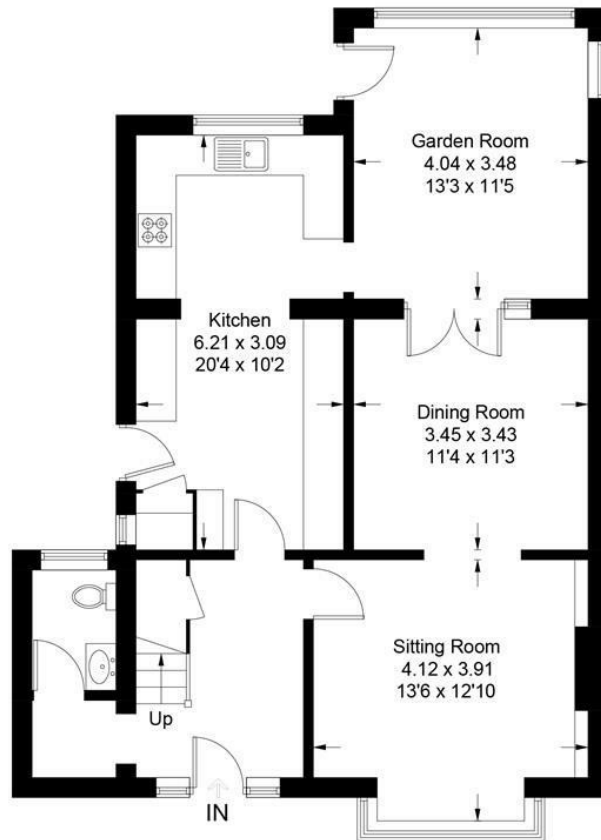 Garden Room
4.04 x 3.48
13'3 x 11'5
Kitchen
6.21 x 3.09
20'4 x 10'2
Dining Room
3.45 x 3.43
11'4 x 11'3
Sitting Room
4.12 x 3.91
13'6 x 12'10
Up
IN